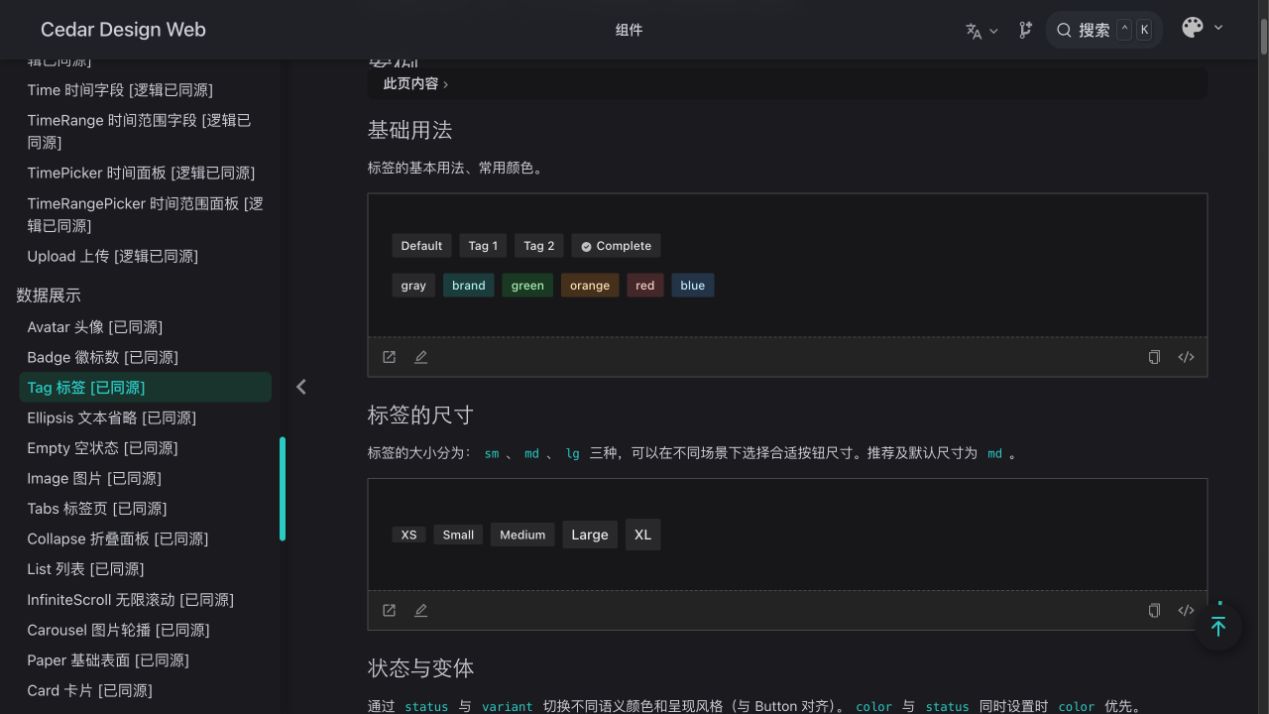 Cedar Design Web
组件
搜索 ^ K
辑已同源]
Time 时间字段 [逻辑已同源]
TimeRange 时间范围字段 [逻辑已
同源]
TimePicker 时间面板 [逻辑已同源]
TimeRangePicker 时间范围面板 [逻
辑已同源]
Upload 上传 [逻辑已同源]
数据展示
Avatar 头像 [已同源]
Badge 徽标数 [已同源]
Tag 标签 [已同源]
Ellipsis 文本省略 [已同源]
Empty 空状态 [已同源]
Image 图片 [已同源]
Tabs 标签页 [已同源]
Collapse 折叠面板 [已同源]
List 列表 [已同源]
InfiniteScroll 无限滚动 [已同源]
Carousel 图片轮播 [已同源]
Paper 基础表面 [已同源]
Card 卡片 [已同源]
案例
此页内容 ›
基础用法
标签的基本用法、常用颜色。
Default Tag 1 Tag 2 Complete
gray brand green orange red blue
标签的尺寸
标签的大小分为： sm 、 md 、 lg 三种，可以在不同场景下选择合适按钮尺寸。推荐及默认尺寸为 md 。
XS Small Medium Large XL
状态与变体
通过 status 与 variant 切换不同语义颜色和呈现风格（与 Button 对齐）。 color 与 status 同时设置时 color 优先。